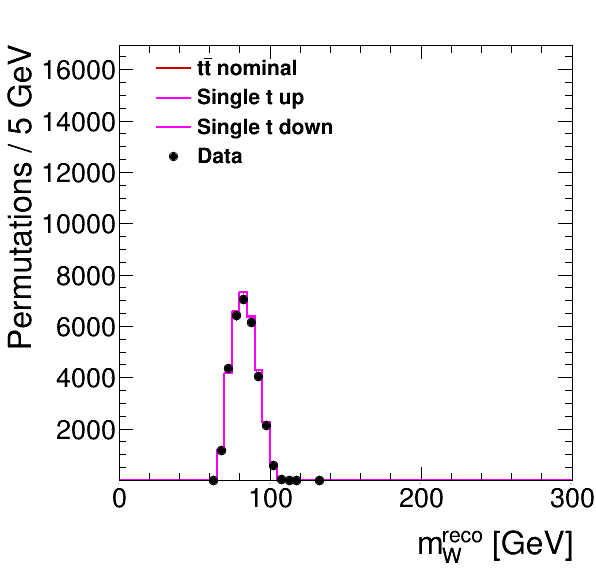 Permutations / 5 GeV
16000
14000
12000
10000
8000
6000
4000
2000
tt̄ nominal
Single t up
Single t down
Data
0 100 200 300
m_W^reco [GeV]